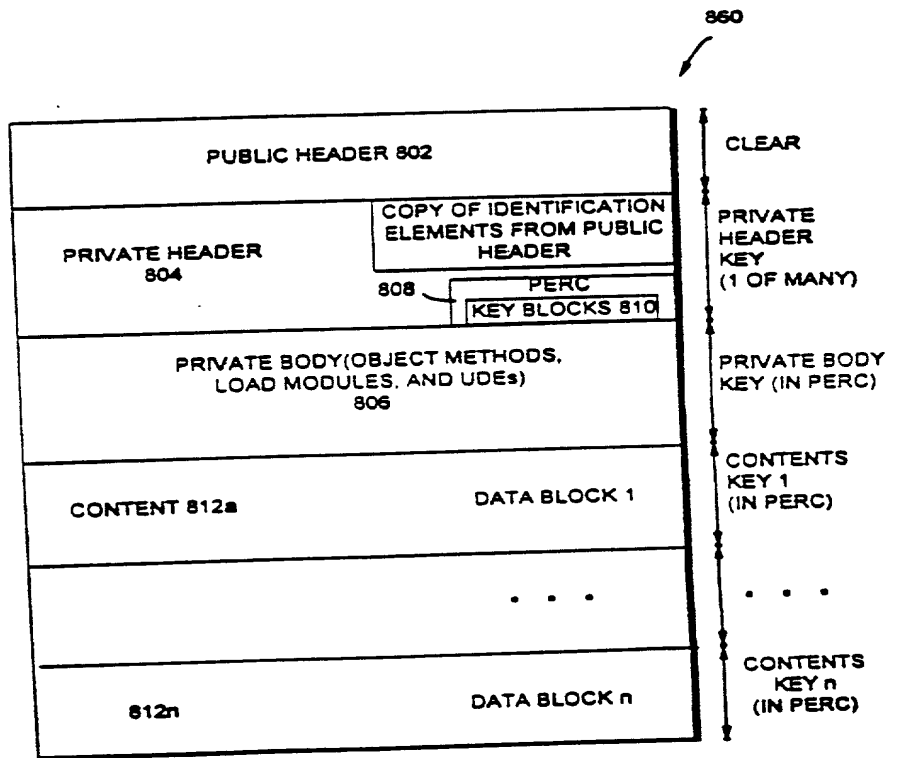 860
PUBLIC HEADER 802
CLEAR
COPY OF IDENTIFICATION
ELEMENTS FROM PUBLIC
HEADER
PRIVATE HEADER
804
PRIVATE
HEADER
KEY
(1 OF MANY)
808
PERC
KEY BLOCKS 810
PRIVATE BODY(OBJECT METHODS,
LOAD MODULES, AND UDEs)
806
PRIVATE BODY
KEY (IN PERC)
CONTENT 812a
DATA BLOCK 1
CONTENTS
KEY 1
(IN PERC)
. . .
. . .
812n
DATA BLOCK n
CONTENTS
KEY n
(IN PERC)